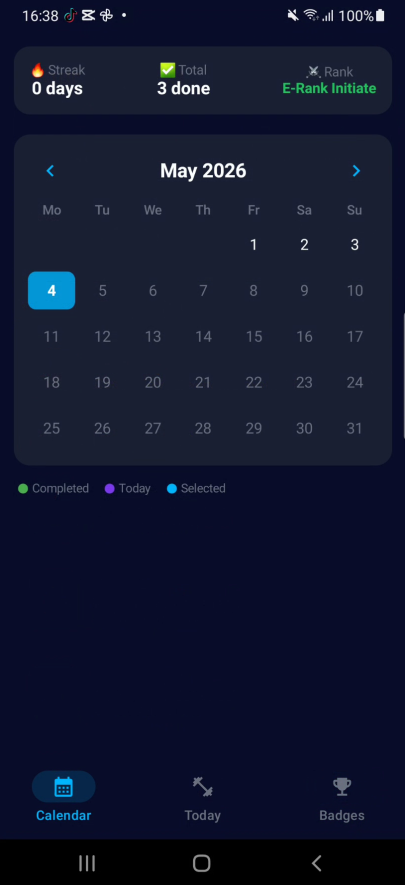 16:38 100%
🔥 Streak ✅ Total ⚔️ Rank
0 days 3 done E-Rank Initiate
May 2026
Mo Tu We Th Fr Sa Su
1 2 3
4 5 6 7 8 9 10
11 12 13 14 15 16 17
18 19 20 21 22 23 24
25 26 27 28 29 30 31
Completed Today Selected
Calendar Today Badges